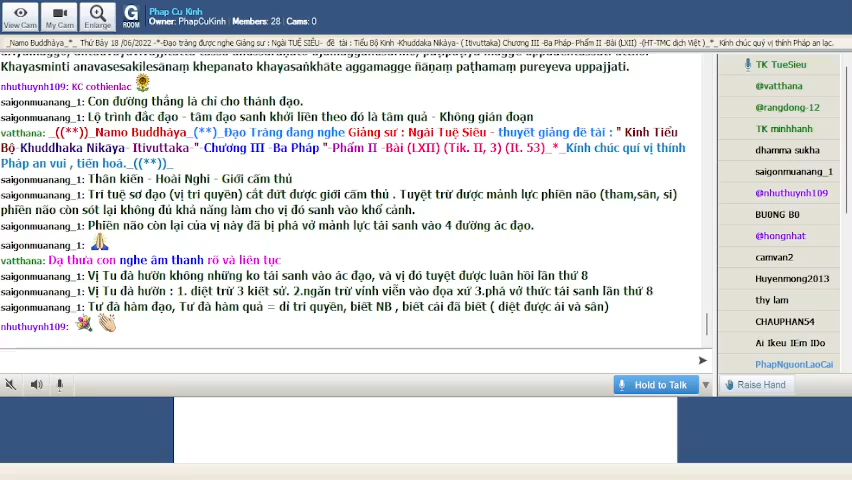 Phap Cu Kinh
Owner: PhapCuKinh  Members: 28 | Cams: 0
View Cam
My Cam
Enlarge
G
ROOM
_Namo Buddhàya_*_ Thứ Bảy 18 /06/2022 -*-Đạo tràng được nghe Giảng sư : Ngài TUỆ SIÊU- đề tài : Tiểu Bộ Kinh -Khuddaka Nikàya- ( Itivuttaka) Chương III -Ba Pháp- Phẩm II -Bài (LXII) -(HT-TMC dịch Việt )_*_ Kính chúc quý vị thính Pháp an lạc.
Khayasminti anavasesakilesānaṃ khepanato khayasaṅkhāte aggamagge ñāṇaṃ paṭhamaṃ pureyeva uppajjati.
nhuthuynh109: KC cothienlac
saigonmuanang_1: Con đường thẳng là chỉ cho thánh đạo.
saigonmuanang_1: Lộ trình đắc đạo - tâm đạo sanh khởi liền theo đó là tâm quả - Không gián đoạn
vatthana: _((**))_Namo Buddhàya_(**)_Đạo Tràng đang nghe Giảng sư : Ngài Tuệ Siêu - thuyết giảng đề tài : " Kinh Tiểu
Bộ-Khuddhaka Nikàya- Itivuttaka-"-Chương III -Ba Pháp "-Phẩm II -Bài (LXII) (Tik. II, 3) (It. 53)_*_Kính chúc quí vị thính
Pháp an vui , tiến hoá._((**))_
saigonmuanang_1: Thân kiến - Hoài Nghi - Giới cấm thủ
saigonmuanang_1: Trí tuệ sơ đạo (vị tri quyền) cắt đứt được giới cấm thủ . Tuyệt trừ được mảnh lực phiền não (tham,sân, si)
phiền não còn sót lại không đủ khả năng làm cho vị đó sanh vào khổ cảnh.
saigonmuanang_1: Phiền não còn lại của vị này đã bị phá vở mảnh lực tái sanh vào 4 đường ác đạo.
saigonmuanang_1:
vatthana: Dạ thưa con nghe âm thanh rõ và liên tục
saigonmuanang_1: Vị Tu đà hườn không những ko tái sanh vào ác đạo, và vị đó tuyệt được luân hồi lần thứ 8
saigonmuanang_1: Vị Tu đà hườn : 1. diệt trừ 3 kiết sử. 2.ngăn trừ vĩnh viễn vào đọa xứ 3.phá vở thức tái sanh lần thứ 8
saigonmuanang_1: Tư đà hàm đạo, Tư đà hàm quả = dĩ tri quyền, biết NB , biết cái đã biết ( diệt được ái và sân)
nhuthuynh109:
TK TueSieu
@vatthana
@rangdong-12
TK minhhanh
dhamma sukha
saigonmuanang_1
@nhuthuynh109
BUONG BO
@hongnhat
camvan2
Huyenmong2013
thy lam
CHAUPHAN54
Ai lkeu IEm IDo
PhapNguonLaoCai
Hold to Talk
Raise Hand